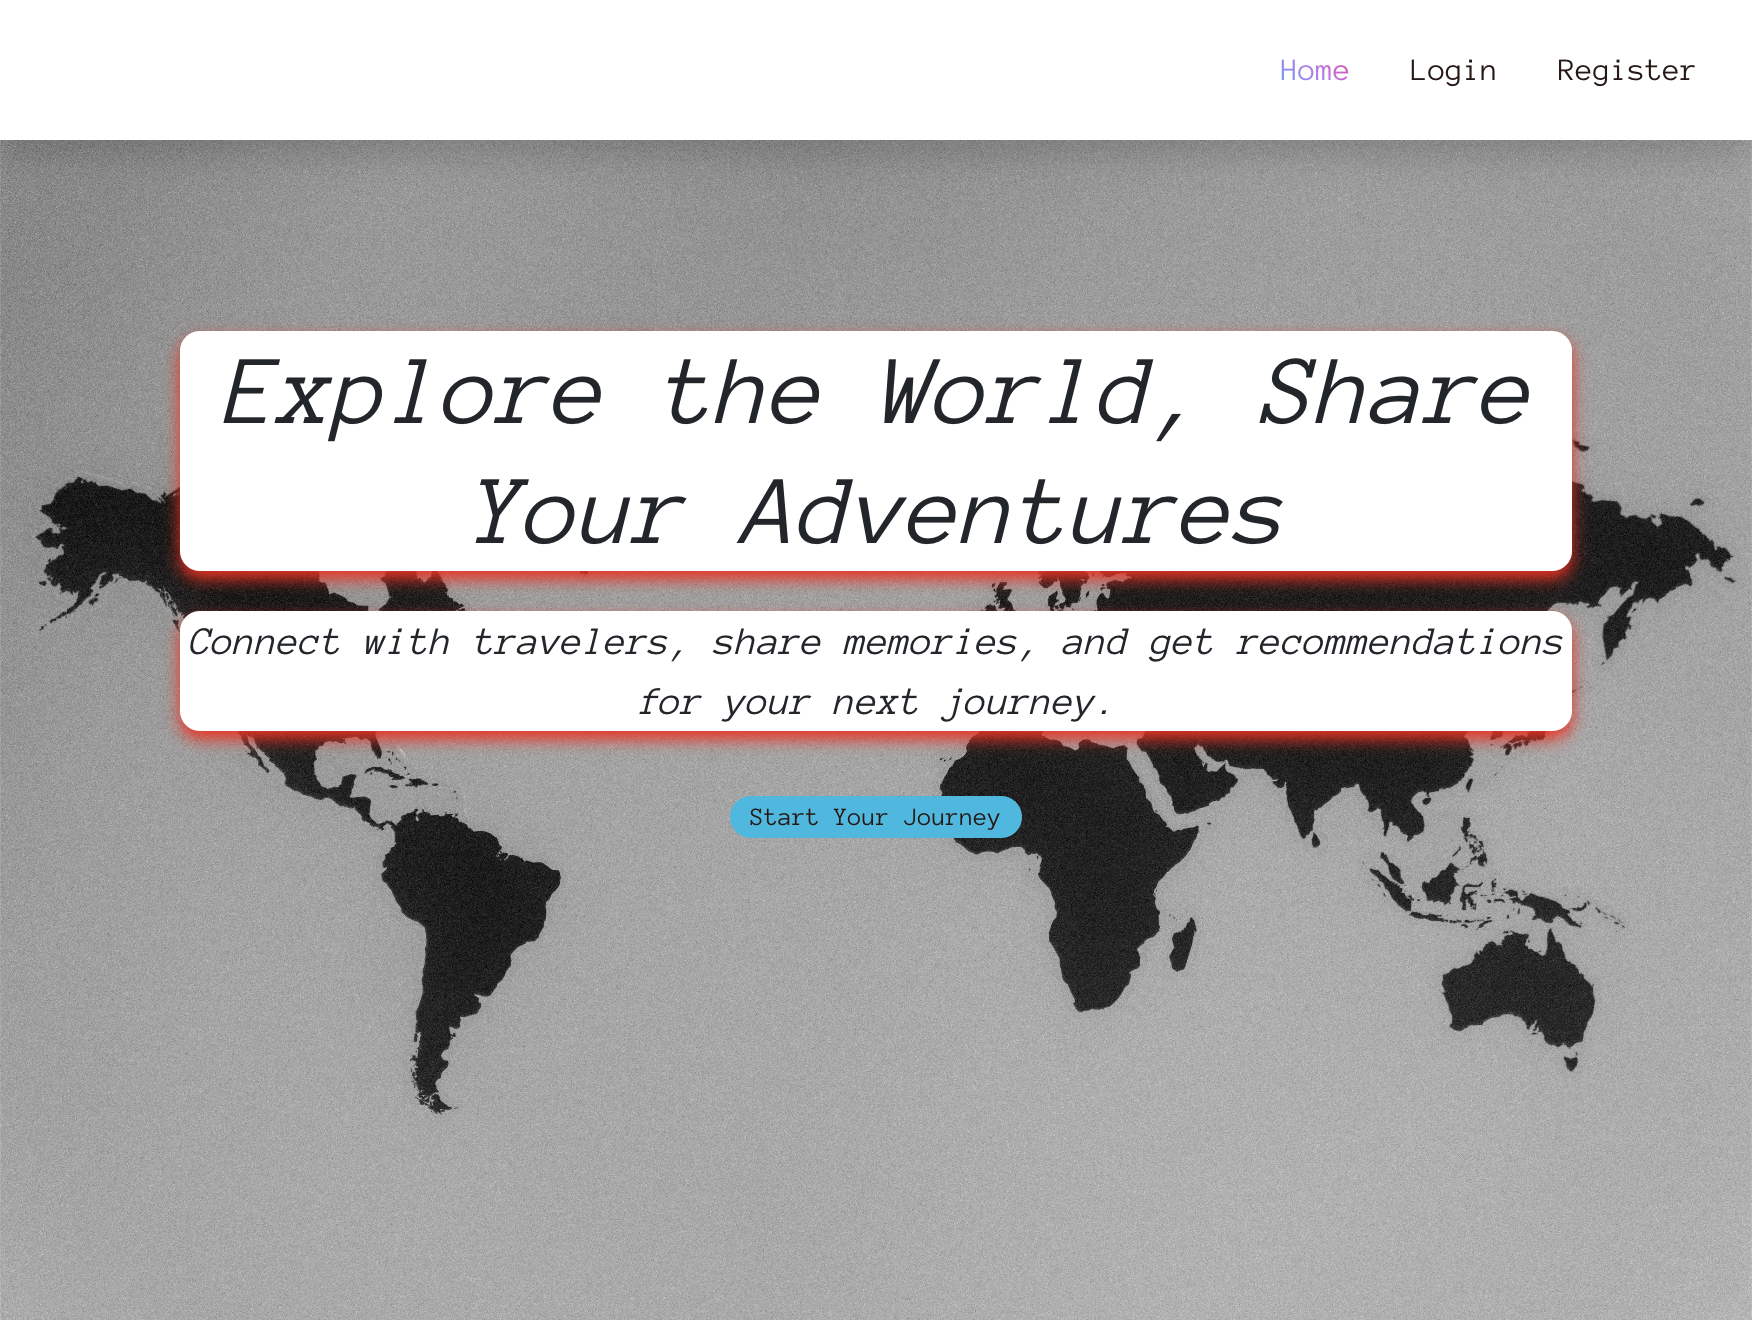 Home Login Register
Explore the World, Share
Your Adventures
Connect with travelers, share memories, and get recommendations
for your next journey.
Start Your Journey